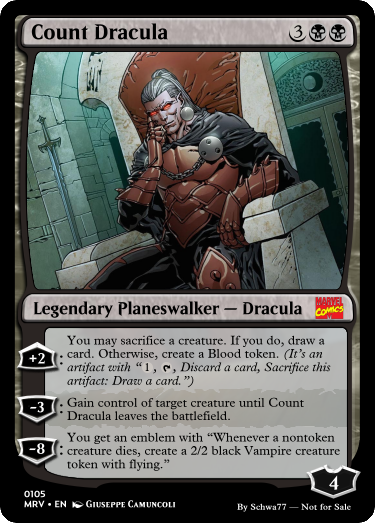 Count Dracula 3
Legendary Planeswalker — Dracula MARVEL COMICS
+2: You may sacrifice a creature. If you do, draw a
card. Otherwise, create a Blood token. (It's an
artifact with “1, , Discard a card, Sacrifice this
artifact: Draw a card.”)
-3: Gain control of target creature until Count
Dracula leaves the battlefield.
-8: You get an emblem with “Whenever a nontoken
creature dies, create a 2/2 black Vampire creature
token with flying.”
4
0105
MRV • EN Giuseppe Camuncoli
By Schwa77 — Not for Sale